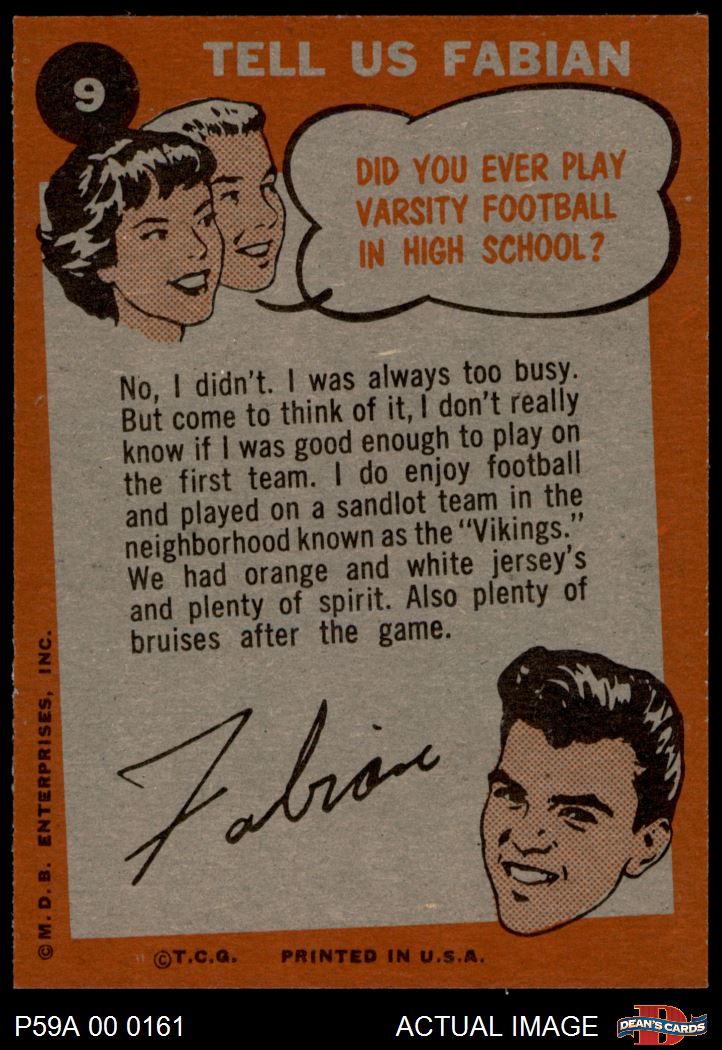 9
TELL US FABIAN
DID YOU EVER PLAY
VARSITY FOOTBALL
IN HIGH SCHOOL?
No, I didn't. I was always too busy.
But come to think of it, I don't really
know if I was good enough to play on
the first team. I do enjoy football
and played on a sandlot team in the
neighborhood known as the "Vikings."
We had orange and white jersey's
and plenty of spirit. Also plenty of
bruises after the game.
Fabian
© M. D. B. ENTERPRISES, INC.
© T.C.G. PRINTED IN U.S.A.
P59A 00 0161
ACTUAL IMAGE
D
DEAN'S CARDS